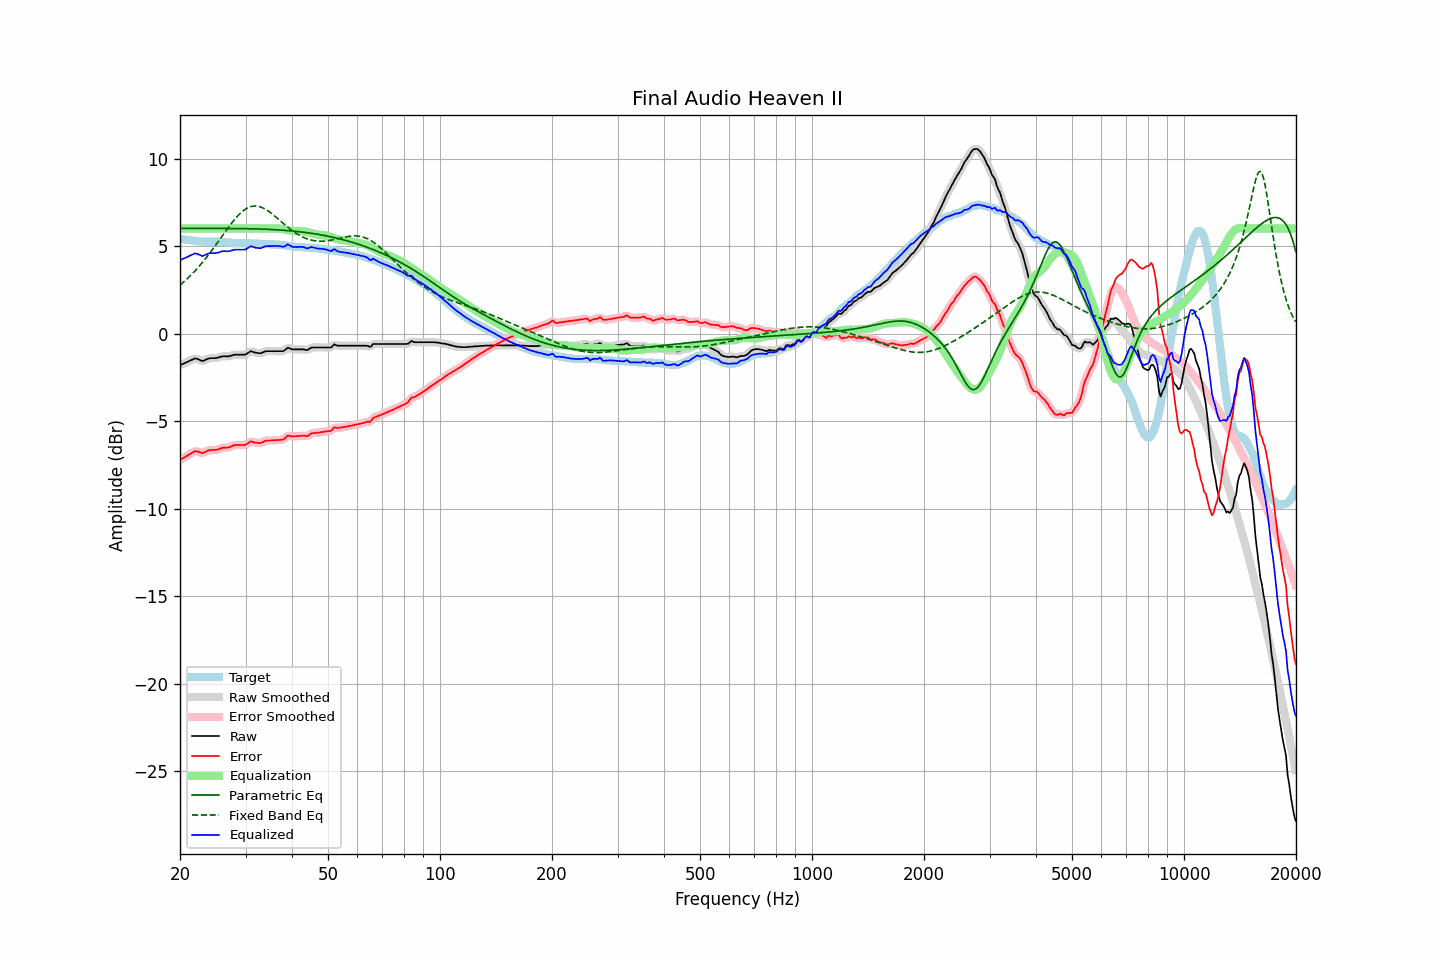 Final Audio Heaven II
10
5
0
−5
−10
−15
−20
−25
Amplitude (dBr)
Target
Raw Smoothed
Error Smoothed
Raw
Error
Equalization
Parametric Eq
Fixed Band Eq
Equalized
20 50 100 200 500 1000 2000 5000 10000 20000
Frequency (Hz)